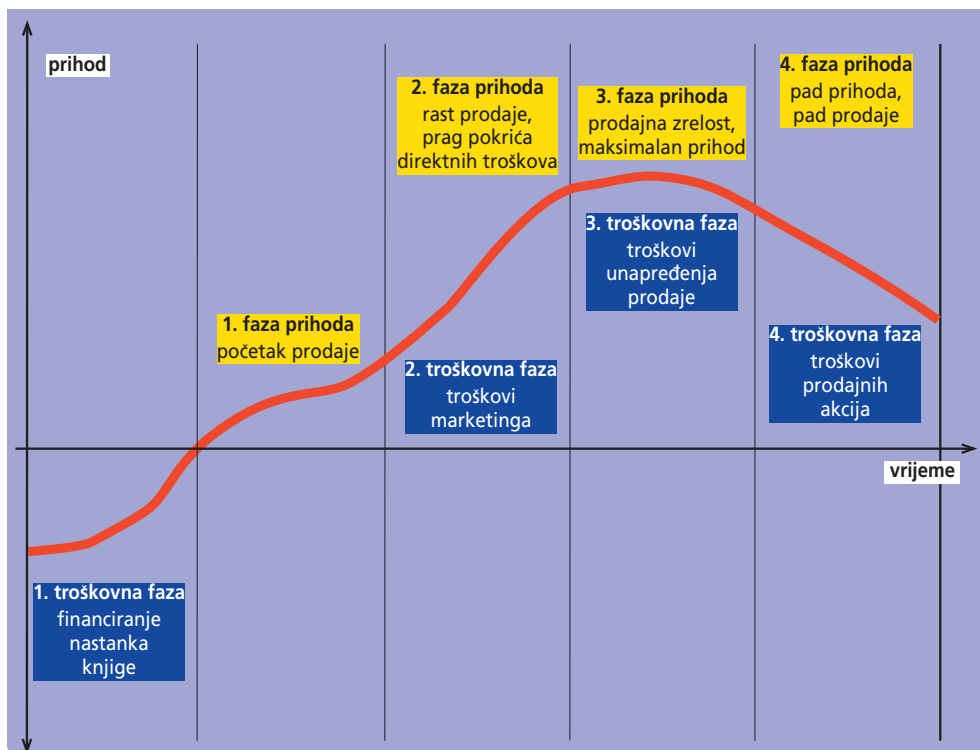 prihod
4. faza prihoda
pad prihoda,
pad prodaje
2. faza prihoda
rast prodaje,
prag pokrića
direktnih troškova
3. faza prihoda
prodajna zrelost,
maksimalan prihod
3. troškovna faza
troškovi
unapređenja
prodaje
1. faza prihoda
početak prodaje
4. troškovna faza
troškovi
prodajnih
akcija
2. troškovna faza
troškovi
marketinga
vrijeme
1. troškovna faza
financiranje
nastanka
knjige